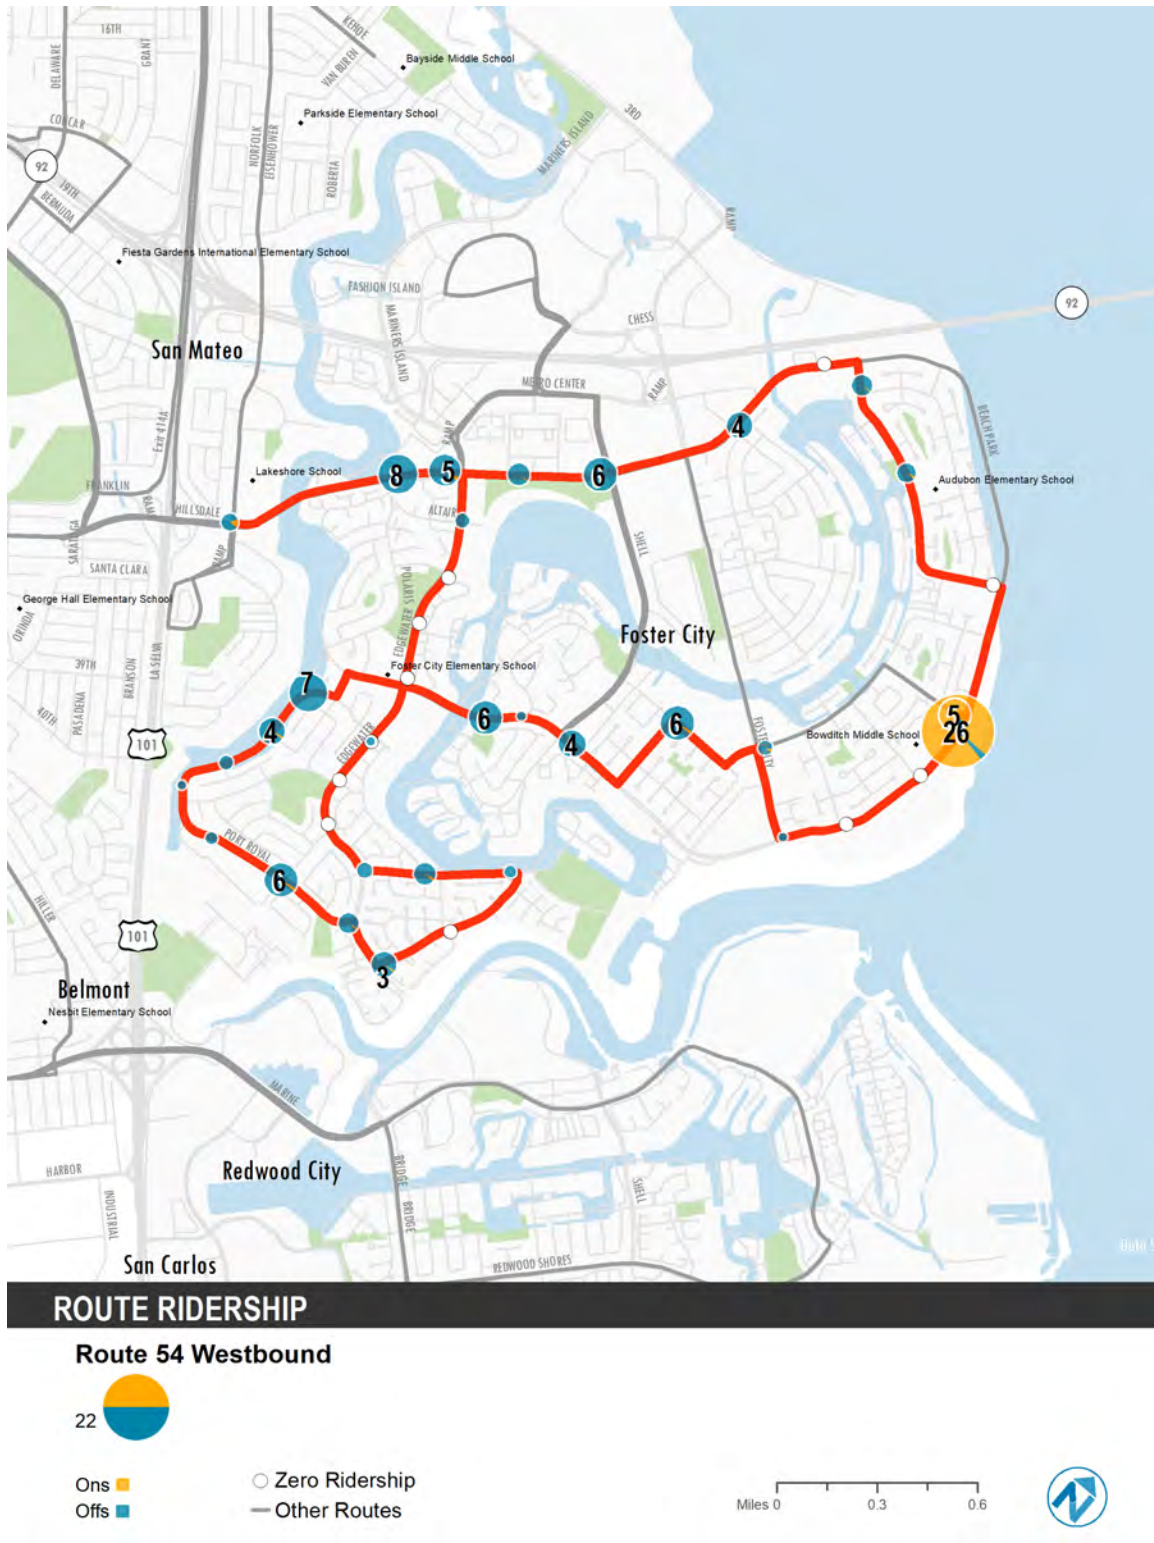 16TH
KEHOE
GRANT
DELAWARE
VAN BUREN
Bayside Middle School
3RD
Parkside Elementary School
CONCAR
NORFOLK
EISENHOWER
MARINERS ISLAND
92
19TH
ROBERTA
BERMUDA
RAMP
Fiesta Gardens International Elementary School
FASHION ISLAND
92
CHESS
MARINERS ISLAND
San Mateo
METRO CENTER
RAMP
BEACH PARK
Exit 414A
RAMP
4
Lakeshore School
8
5
6
FRANKLIN
Audubon Elementary School
RAMP
HILLSDALE
ALTAIR
SARATOGA
RAMP
SHELL
SANTA CLARA
POLARIS
George Hall Elementary School
EDGEWATER
ORINDA
Foster City
39TH
BRANSON
LA SELVA
Foster City Elementary School
PASADENA
7
40TH
6
6
5
26
4
4
EDGEWATER
FOSTER CITY
Bowditch Middle School
101
PORT ROYAL
6
HILLER
101
3
Belmont
Nesbit Elementary School
MARINE
HARBOR
Redwood City
BRIDGE
SHELL
INDUSTRIAL
BRIDGE
San Carlos
REDWOOD SHORES
ROUTE RIDERSHIP
Route 54 Westbound
22
Ons
Zero Ridership
Offs
Other Routes
Miles 0
0.3
0.6